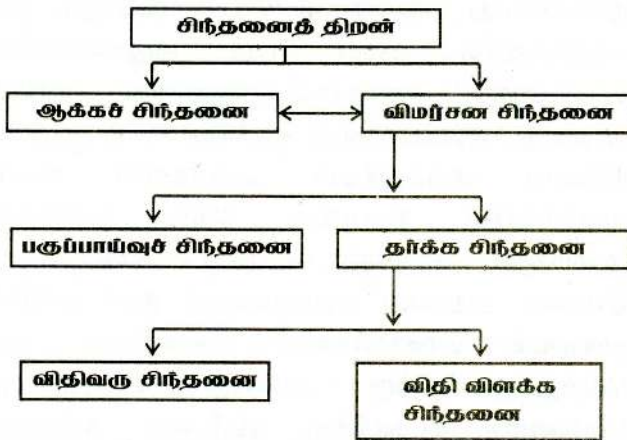 சிந்தனைத் திறன்
ஆக்கச் சிந்தனை
விமர்சன சிந்தனை
பகுப்பாய்வுச் சிந்தனை
தர்க்க சிந்தனை
விதிவரு சிந்தனை
விதி விளக்க
சிந்தனை